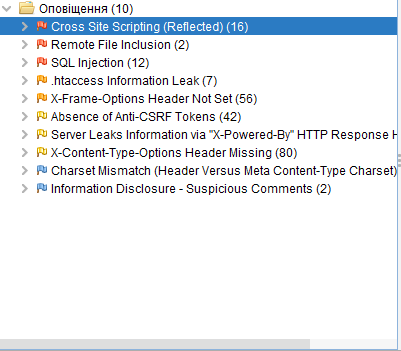 Оповіщення (10)
Cross Site Scripting (Reflected) (16)
Remote File Inclusion (2)
SQL Injection (12)
.htaccess Information Leak (7)
X-Frame-Options Header Not Set (56)
Absence of Anti-CSRF Tokens (42)
Server Leaks Information via "X-Powered-By" HTTP Response H
X-Content-Type-Options Header Missing (80)
Charset Mismatch (Header Versus Meta Content-Type Charset)
Information Disclosure - Suspicious Comments (2)